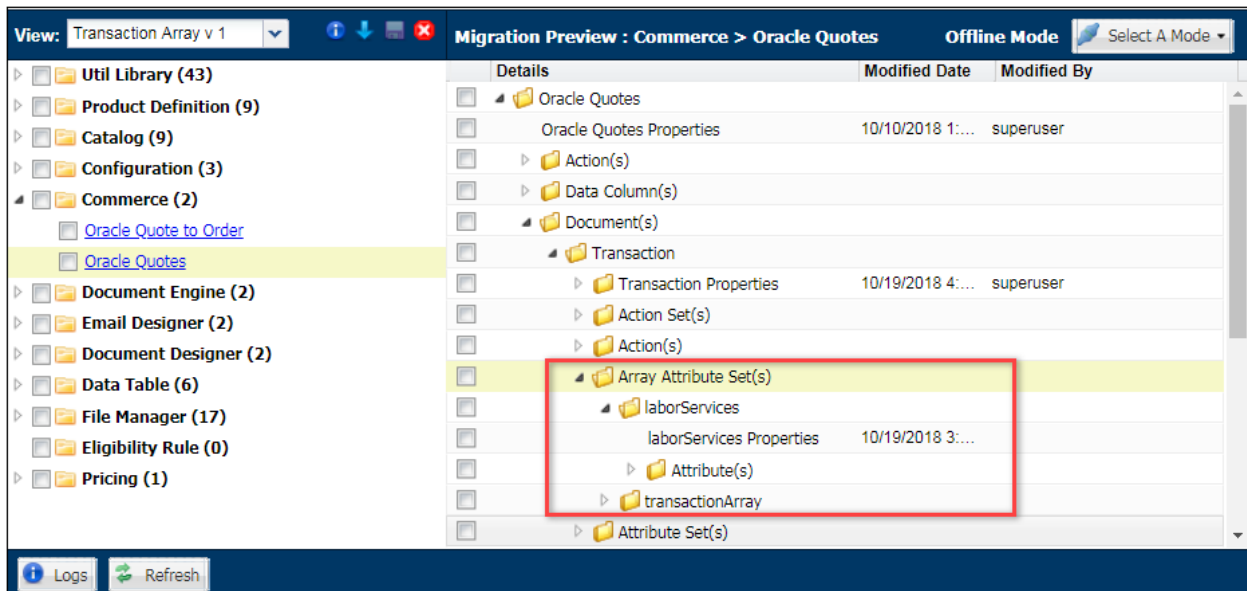 View: Transaction Array v 1
Migration Preview : Commerce > Oracle Quotes Offline Mode Select A Mode
Util Library (43)
Product Definition (9)
Catalog (9)
Configuration (3)
Commerce (2)
Oracle Quote to Order
Oracle Quotes
Document Engine (2)
Email Designer (2)
Document Designer (2)
Data Table (6)
File Manager (17)
Eligibility Rule (0)
Pricing (1)
Details Modified Date Modified By
Oracle Quotes
Oracle Quotes Properties 10/10/2018 1:... superuser
Action(s)
Data Column(s)
Document(s)
Transaction
Transaction Properties 10/19/2018 4:... superuser
Action Set(s)
Action(s)
Array Attribute Set(s)
laborServices
laborServices Properties 10/19/2018 3:...
Attribute(s)
transactionArray
Attribute Set(s)
Logs Refresh